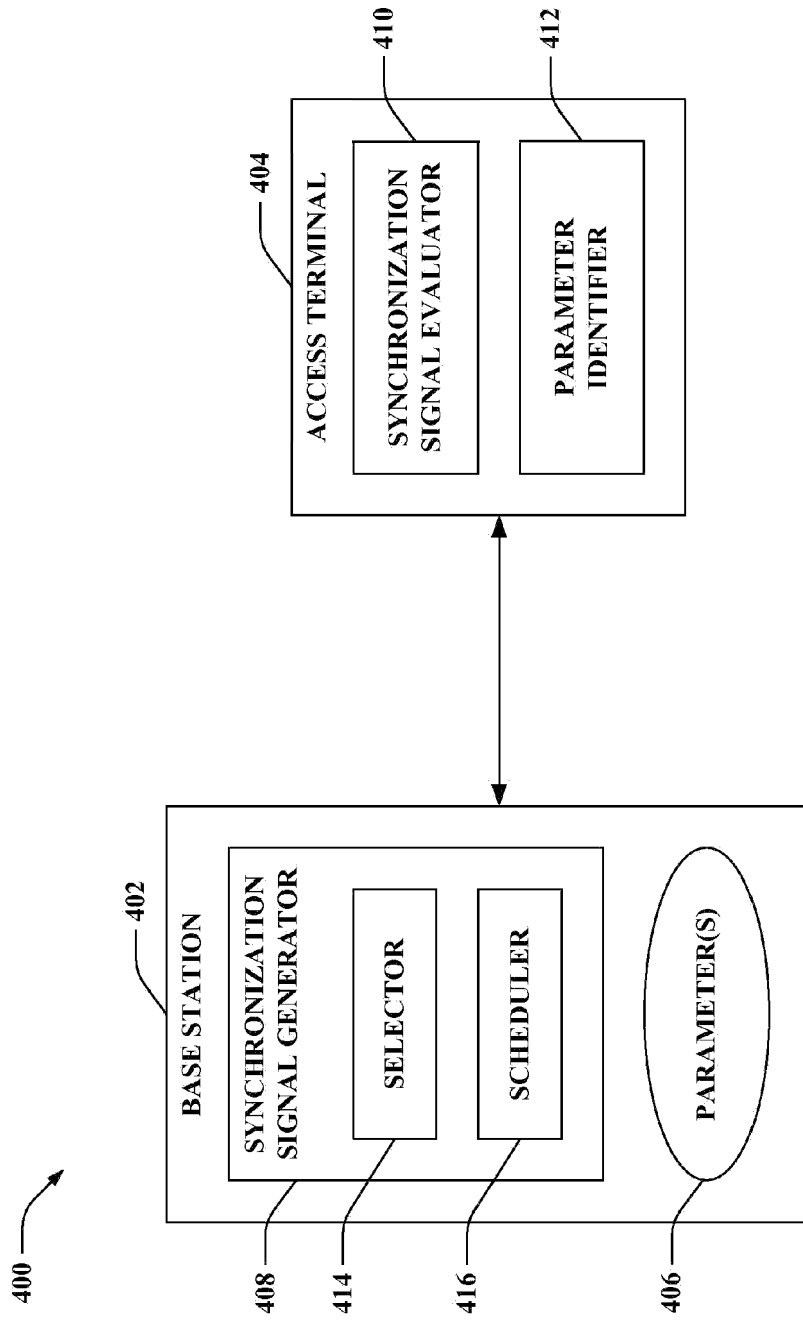 400
402
BASE STATION
408
SYNCHRONIZATION
SIGNAL GENERATOR
414
SELECTOR
416
SCHEDULER
406
PARAMETER(S)
404
ACCESS TERMINAL
410
SYNCHRONIZATION
SIGNAL EVALUATOR
412
PARAMETER
IDENTIFIER